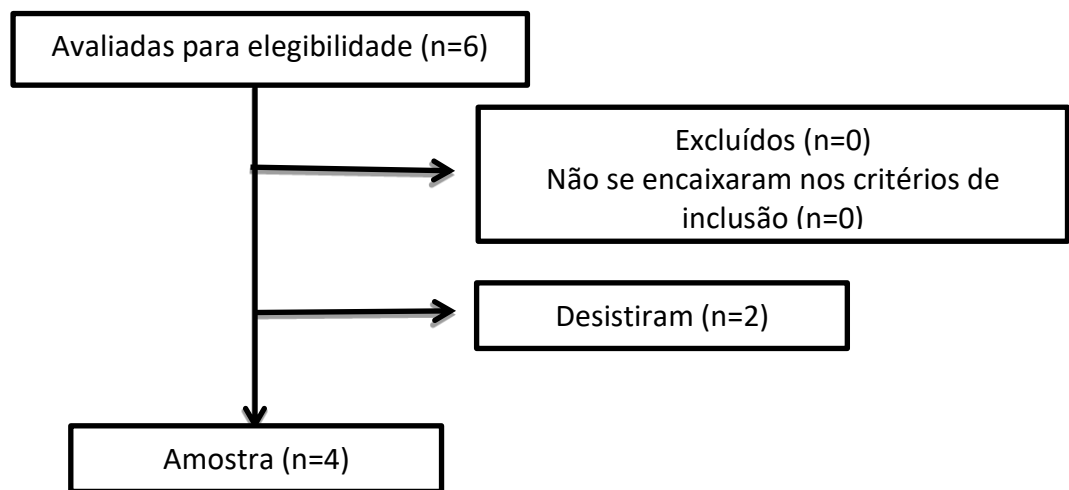 Avaliadas para elegibilidade (n=6)
Excluídos (n=0)
Não se encaixaram nos critérios de
inclusão (n=0)
Desistiram (n=2)
Amostra (n=4)